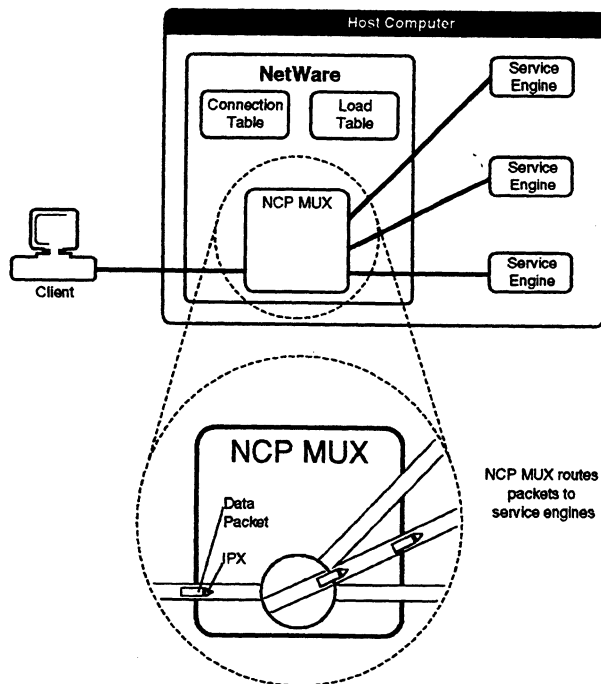 Host Computer
NetWare
Connection
Table
Load
Table
Service
Engine
Service
Engine
NCP MUX
Service
Engine
Client
NCP MUX
Data
Packet
IPX
NCP MUX routes
packets to
service engines